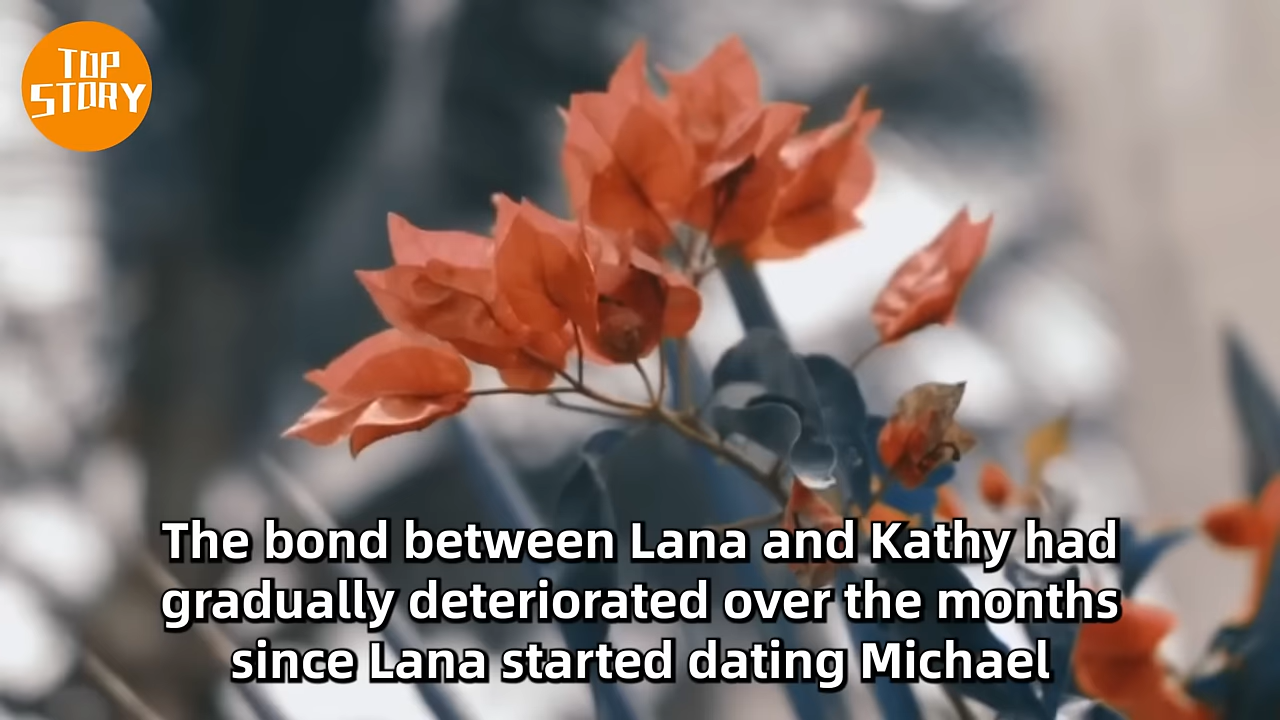 TOP
STORY
The bond between Lana and Kathy had
gradually deteriorated over the months
since Lana started dating Michael